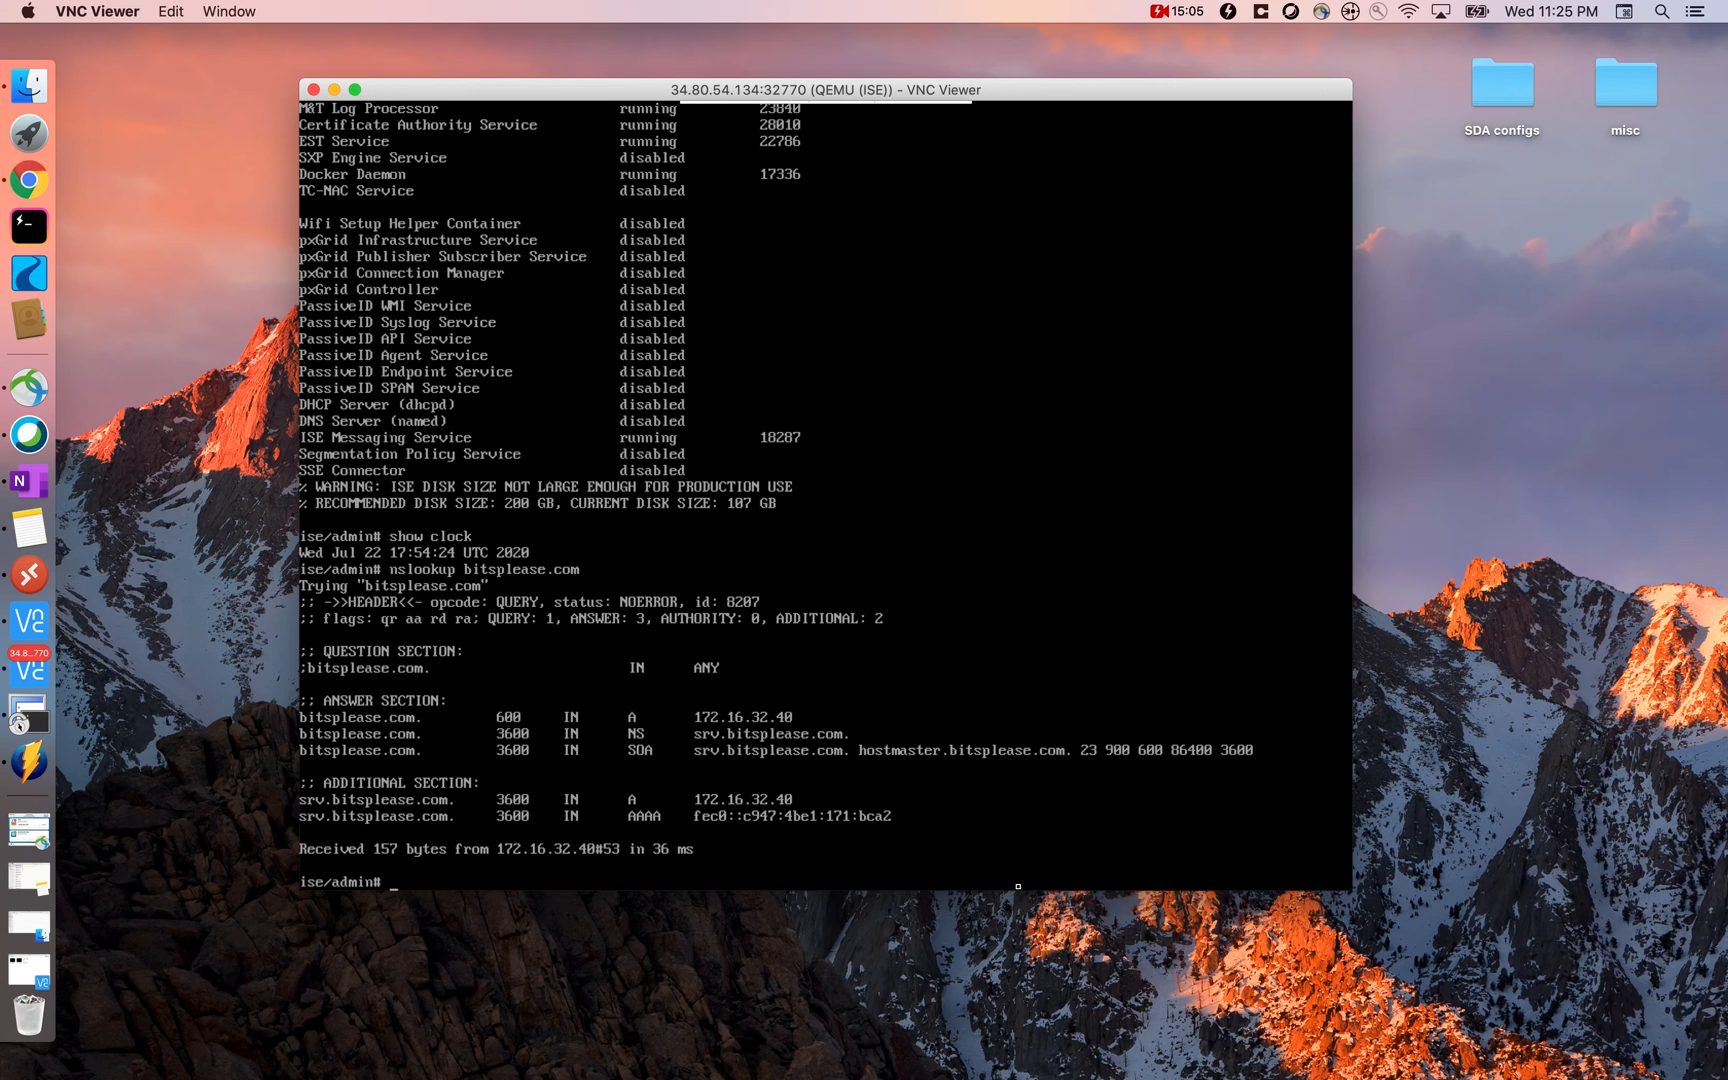 VNC Viewer Edit Window
15:05
Wed 11:25 PM
34.80.54.134:32770 (QEMU (ISE)) - VNC Viewer
M&T Log Processor running 23840
Certificate Authority Service running 28010
EST Service running 22786
SXP Engine Service disabled
Docker Daemon running 17336
TC-NAC Service disabled
Wifi Setup Helper Container disabled
pxGrid Infrastructure Service disabled
pxGrid Publisher Subscriber Service disabled
pxGrid Connection Manager disabled
pxGrid Controller disabled
PassiveID WMI Service disabled
PassiveID Syslog Service disabled
PassiveID API Service disabled
PassiveID Agent Service disabled
PassiveID Endpoint Service disabled
PassiveID SPAN Service disabled
DHCP Server (dhcpd) disabled
DNS Server (named) disabled
ISE Messaging Service running 18287
Segmentation Policy Service disabled
SSE Connector disabled
% WARNING: ISE DISK SIZE NOT LARGE ENOUGH FOR PRODUCTION USE
% RECOMMENDED DISK SIZE: 200 GB, CURRENT DISK SIZE: 107 GB
ise/admin# show clock
Wed Jul 22 17:54:24 UTC 2020
ise/admin# nslookup bitsplease.com
Trying "bitsplease.com"
;; ->>HEADER<<- opcode: QUERY, status: NOERROR, id: 8207
;; flags: qr aa rd ra; QUERY: 1, ANSWER: 3, AUTHORITY: 0, ADDITIONAL: 2
;; QUESTION SECTION:
;bitsplease.com. IN ANY
;; ANSWER SECTION:
bitsplease.com. 600 IN A 172.16.32.40
bitsplease.com. 3600 IN NS srv.bitsplease.com.
bitsplease.com. 3600 IN SOA srv.bitsplease.com. hostmaster.bitsplease.com. 23 900 600 86400 3600
;; ADDITIONAL SECTION:
srv.bitsplease.com. 3600 IN A 172.16.32.40
srv.bitsplease.com. 3600 IN AAAA fec0::c947:4be1:171:bca2
Received 157 bytes from 172.16.32.40#53 in 36 ms
ise/admin# _
SDA configs
misc
N
34.8...770